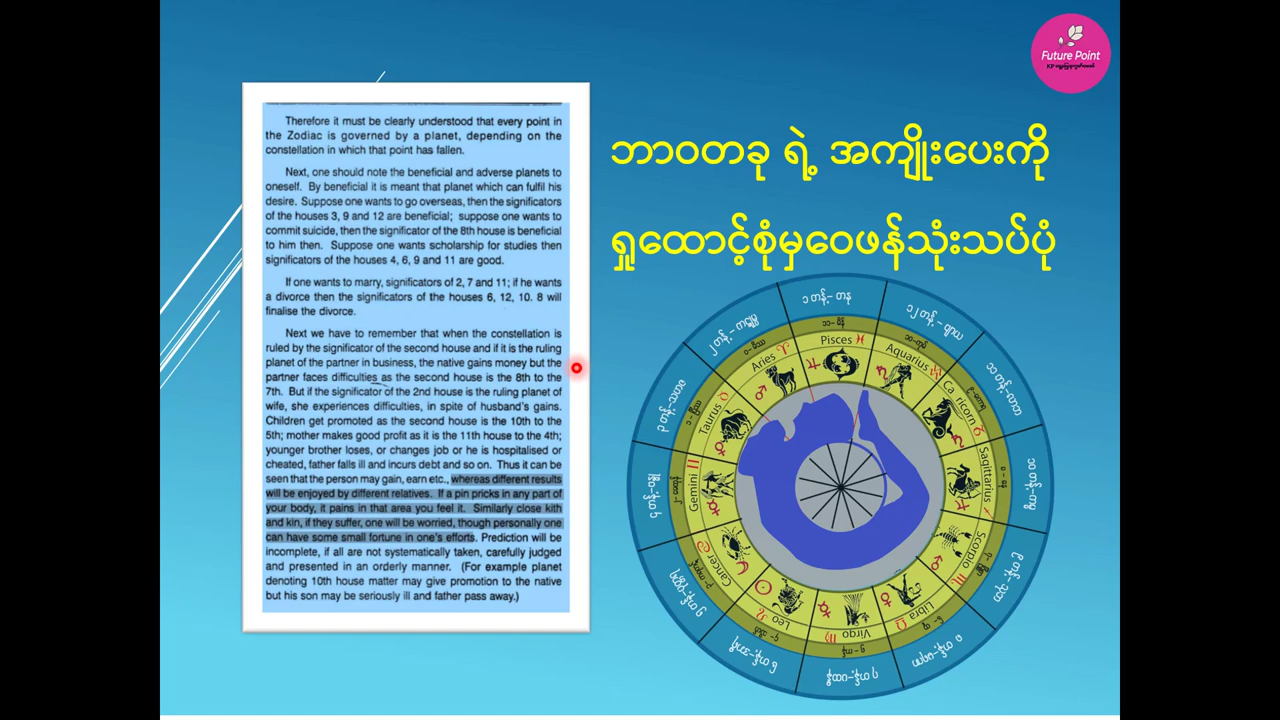 Future Point
Therefore it must be clearly understood that every point in
the Zodiac is governed by a planet, depending on the
constellation in which that point has fallen.
Next, one should note the beneficial and adverse planets to
oneself. By beneficial it is meant that planet which can fulfil his
desire. Suppose one wants to go overseas, then the significators
of the houses 3, 9 and 12 are beneficial; suppose one wants to
commit suicide, then the significator of the 8th house is beneficial
to him then. Suppose one wants scholarship for studies then
significators of the houses 4, 6, 9 and 11 are good.
If one wants to marry, significators of 2, 7 and 11; if he wants
a divorce then the significators of the houses 6, 12, 10. 8 will
finalise the divorce.
Next we have to remember that when the constellation is
ruled by the significator of the second house and if it is the ruling
planet of the partner in business, the native gains money but the
partner faces difficulties as the second house is the 8th to the
7th. But if the significator of the 2nd house is the ruling planet of
wife, she experiences difficulties, in spite of husband's gains.
Children get promoted as the second house is the 10th to the
5th; mother makes good profit as it is the 11th house to the 4th;
younger brother loses, or changes job or he is hospitalised or
cheated, father falls ill and incurs debt and so on. Thus it can be
seen that the person may gain, earn etc., whereas different results
will be enjoyed by different relatives. If a pin pricks in any part of
your body, it pains in that area you feel it. Similarly close kith
and kin, if they suffer, one will be worried, though personally one
can have some small fortune in one's efforts. Prediction will be
incomplete, if all are not systematically taken, carefully judged
and presented in an orderly manner. (For example planet
denoting 10th house matter may give promotion to the native
but his son may be seriously ill and father pass away.)
ဘာဝတခု ရဲ့ အကျိုးပေးကို
ရှုထောင့်စုံမှဝေဖန်သုံးသပ်ပုံ
၁ တန့်- တနု
Pisces
Aquarius
Ca ricorn
Sagittarius
Scorpio
Libra
Virgo
Leo
Cancer
Gemini
Taurus
Aries